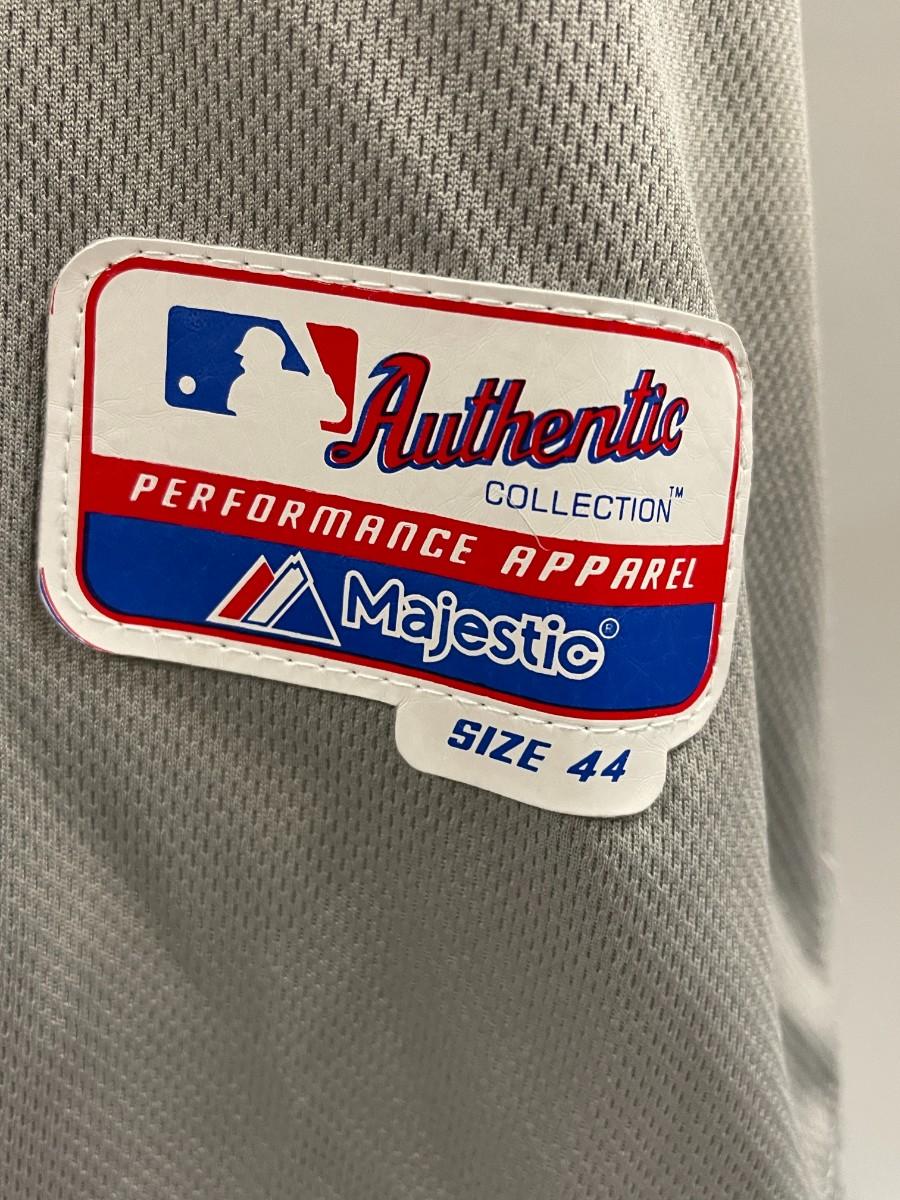 Authentic
COLLECTION™
PERFORMANCE APPAREL
Majestic®
SIZE 44